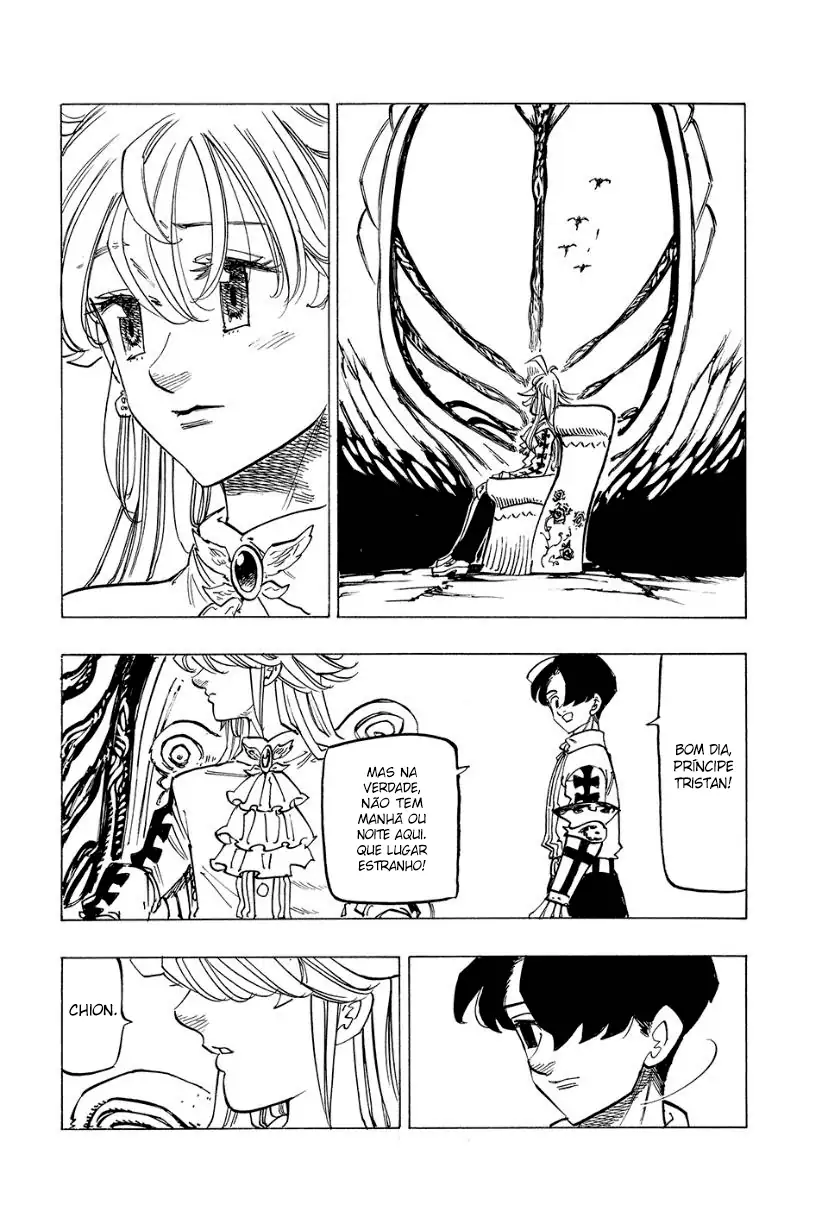 BOM DIA,
PRÍNCIPE
TRISTAN!
MAS NA
VERDADE,
NÃO TEM
MANHÃ OU
NOITE AQUI.
QUE LUGAR
ESTRANHO!
CHION.